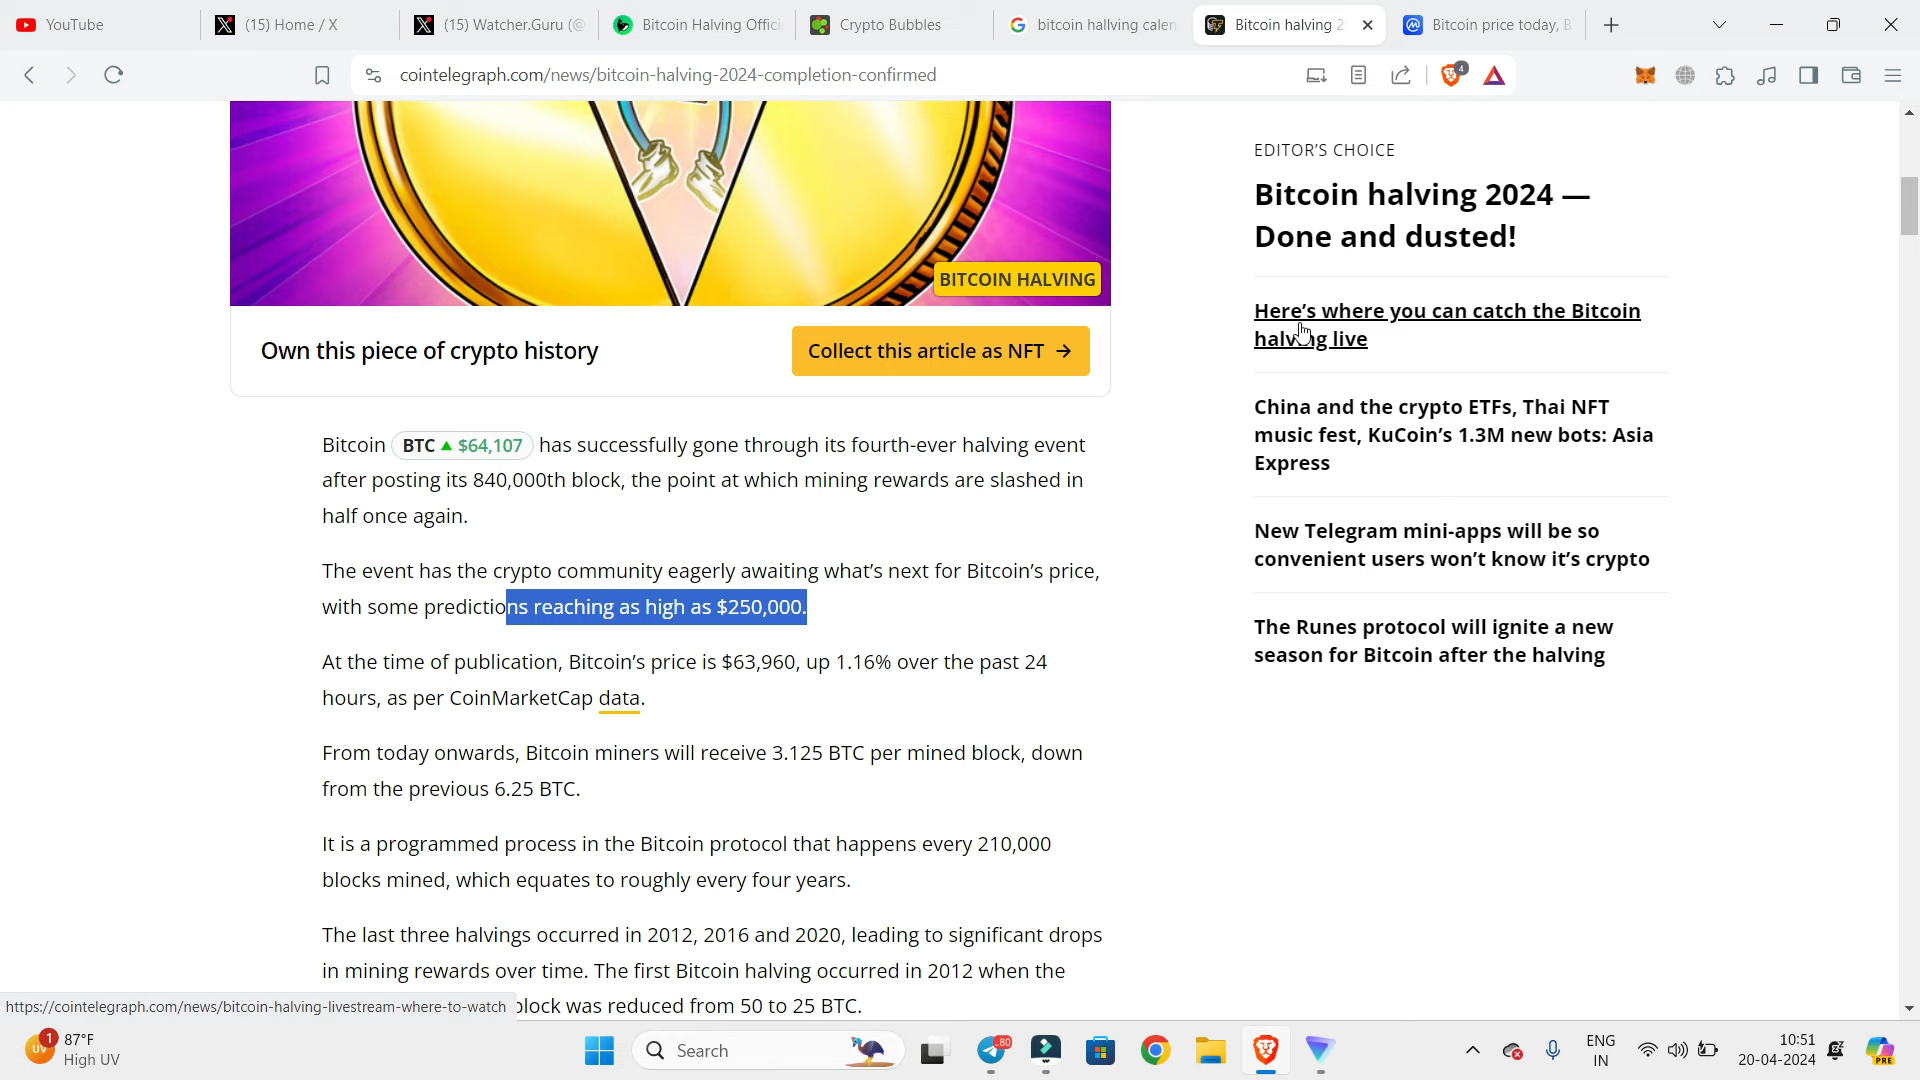 YouTube
(15) Home / X
(15) Watcher.Guru (@
Bitcoin Halving Offici
Crypto Bubbles
bitcoin hallving calen
Bitcoin halving 2
Bitcoin price today, B
cointelegraph.com/news/bitcoin-halving-2024-completion-confirmed
4
BITCOIN HALVING
Own this piece of crypto history
Collect this article as NFT →
Bitcoin BTC ▲ $64,107 has successfully gone through its fourth-ever halving event
after posting its 840,000th block, the point at which mining rewards are slashed in
half once again.
The event has the crypto community eagerly awaiting what’s next for Bitcoin’s price,
with some predictions reaching as high as $250,000.
At the time of publication, Bitcoin’s price is $63,960, up 1.16% over the past 24
hours, as per CoinMarketCap data.
From today onwards, Bitcoin miners will receive 3.125 BTC per mined block, down
from the previous 6.25 BTC.
It is a programmed process in the Bitcoin protocol that happens every 210,000
blocks mined, which equates to roughly every four years.
The last three halvings occurred in 2012, 2016 and 2020, leading to significant drops
in mining rewards over time. The first Bitcoin halving occurred in 2012 when the
block was reduced from 50 to 25 BTC.
EDITOR’S CHOICE
Bitcoin halving 2024 —
Done and dusted!
Here’s where you can catch the Bitcoin
halving live
China and the crypto ETFs, Thai NFT
music fest, KuCoin’s 1.3M new bots: Asia
Express
New Telegram mini-apps will be so
convenient users won’t know it’s crypto
The Runes protocol will ignite a new
season for Bitcoin after the halving
https://cointelegraph.com/news/bitcoin-halving-livestream-where-to-watch
UV
1
87°F
High UV
Search
80
ENG
IN
10:51
20-04-2024
PRE